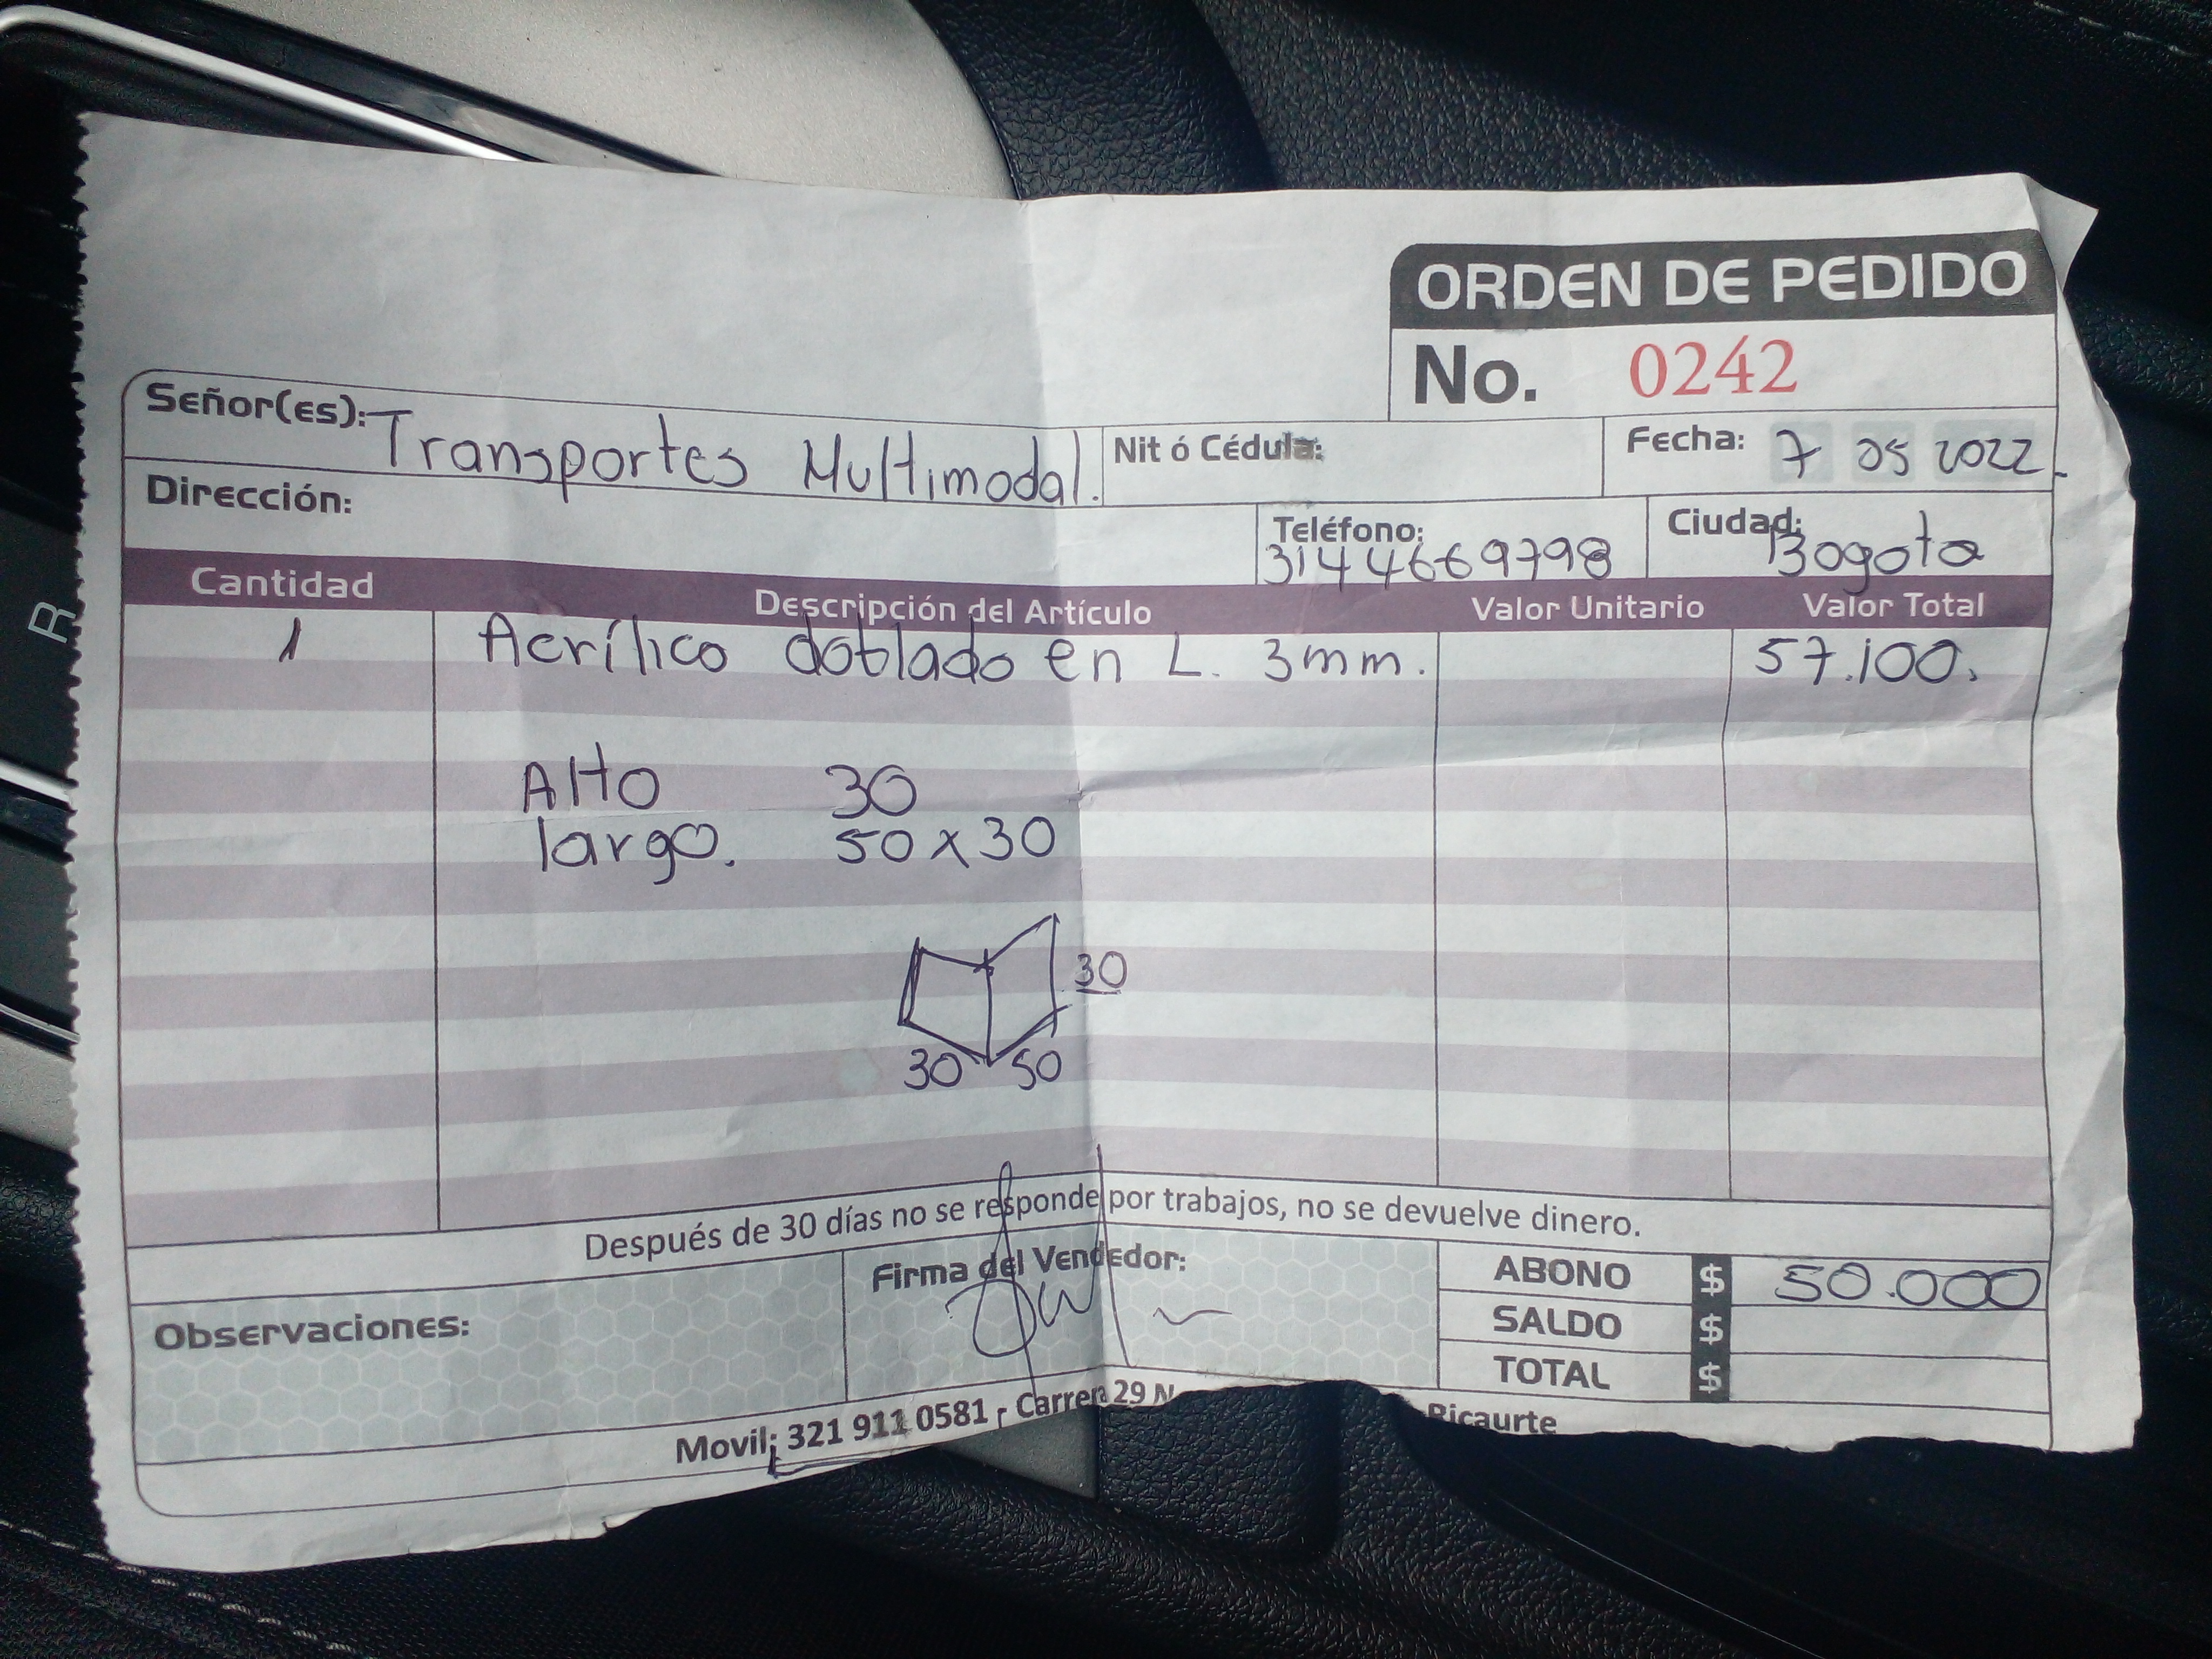 ORDEN DE PEDIDO
No. 0242
Señor(es): Transportes Multimodal.
Nit ó Cédula:
Fecha: 7 05 2022.
Dirección:
Teléfono: 3144669798
Ciudad: Bogota
Cantidad Descripción del Artículo Valor Unitario Valor Total
1 Acrílico doblado en L. 3mm. 57.100.
Alto 30
largo. 50 x 30
30
30 50
Después de 30 días no se responde por trabajos, no se devuelve dinero.
Observaciones:
Firma del Vendedor:
ABONO $ 50.000
SALDO $
TOTAL $
Movil: 321 911 0581 - Carrera 29 N
Ricaurte
R